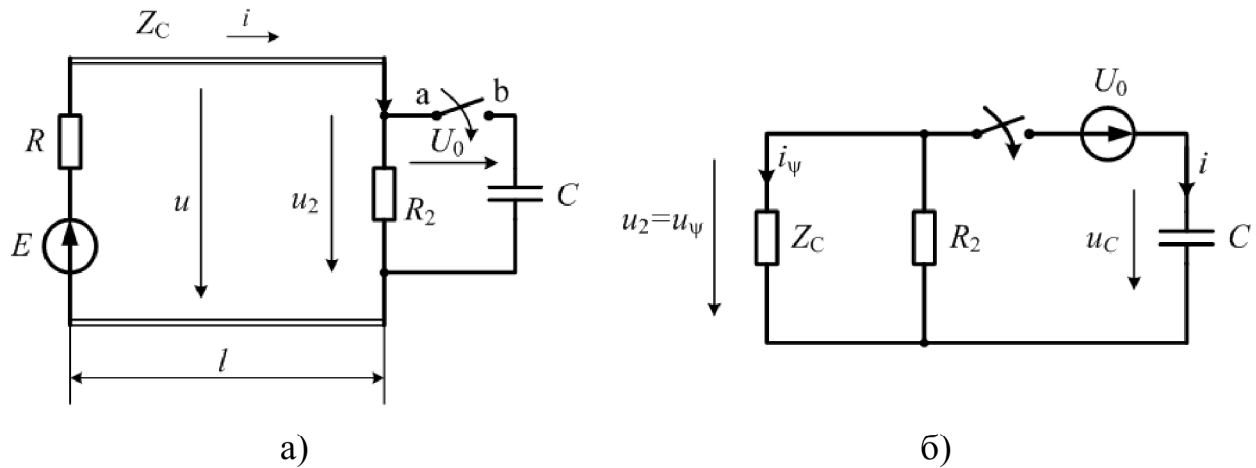 Z_C i
a b
U_0
R
u
u_2
R_2
C
E
l
а)
U_0
i_ψ
i
u_2=u_ψ
Z_C
R_2
u_C
C
б)